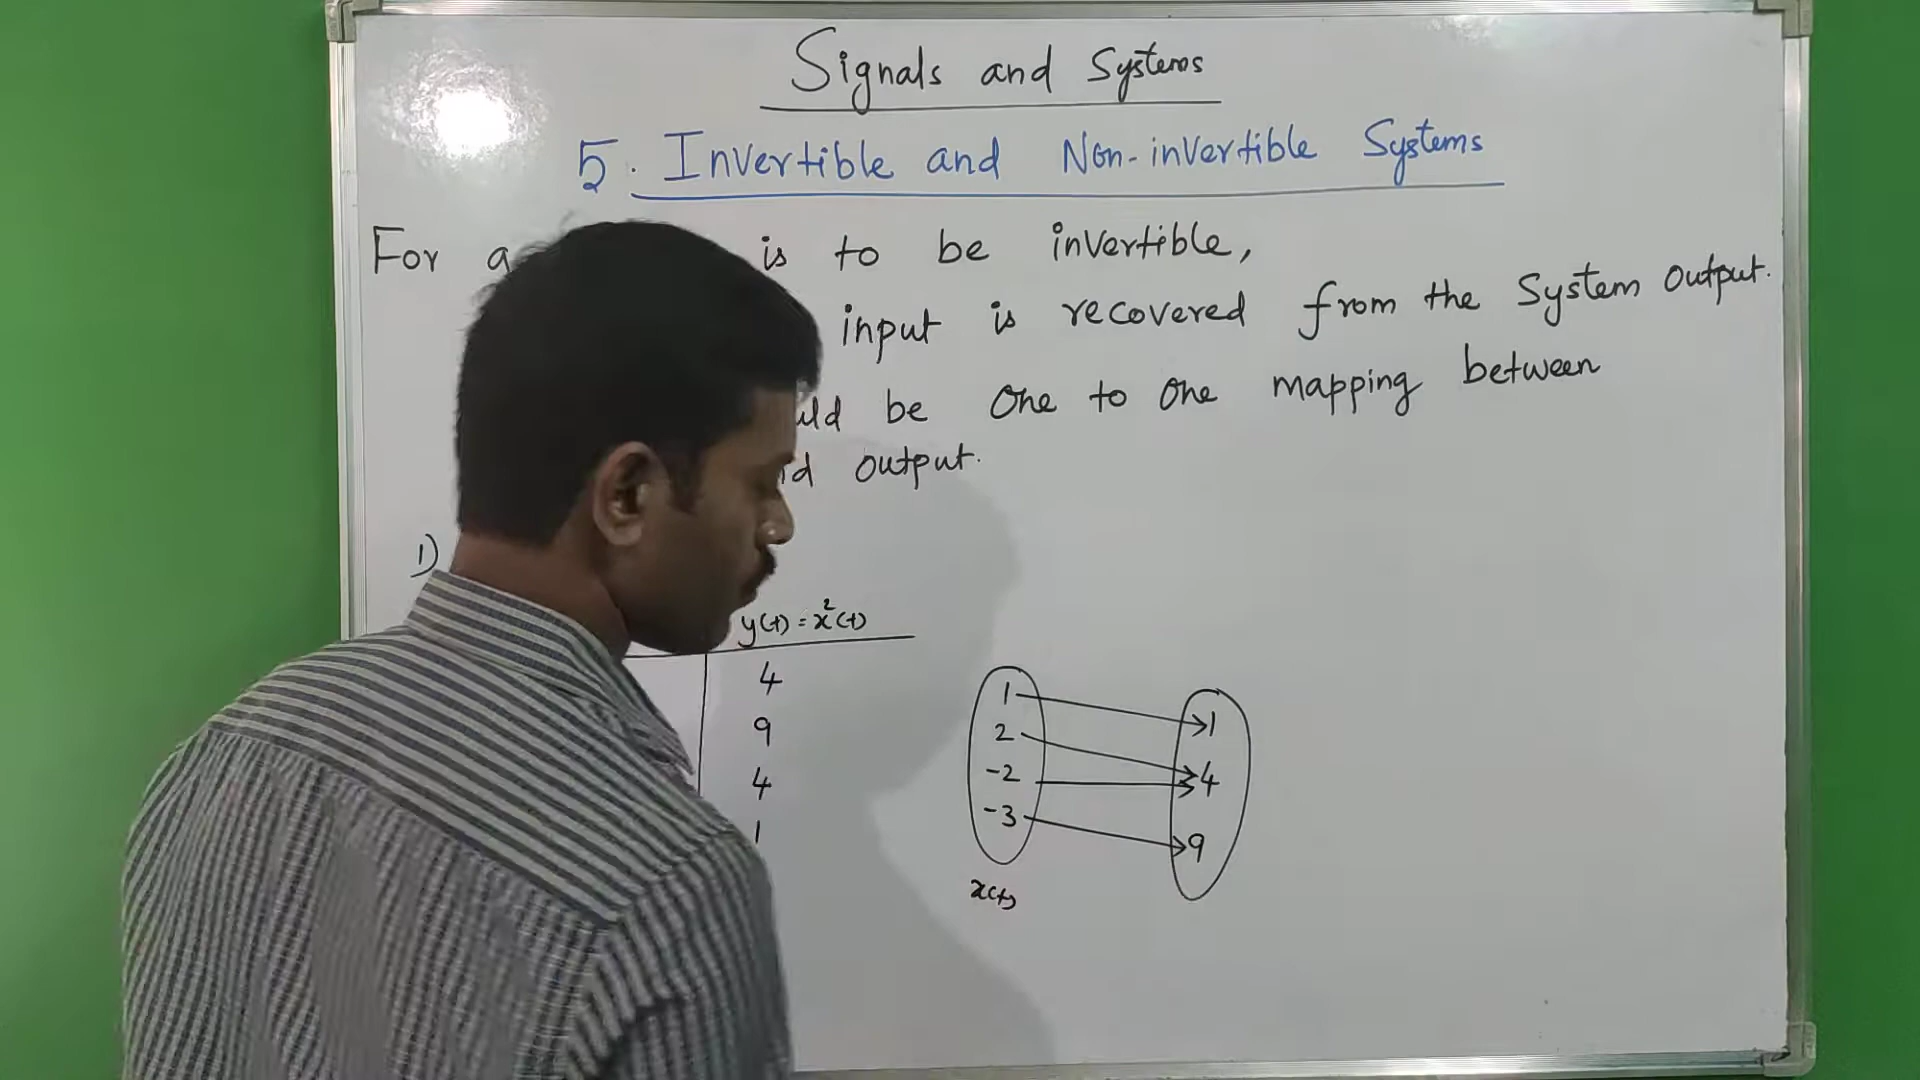 Signals and Systems
5. Invertible and Non-invertible Systems
For a is to be invertible,
input is recovered from the System output.
be one to one mapping between
output.
1)
y(t) = x²(t)
4
9
4
1
1
2
-2
-3
x(t)
1
4
9